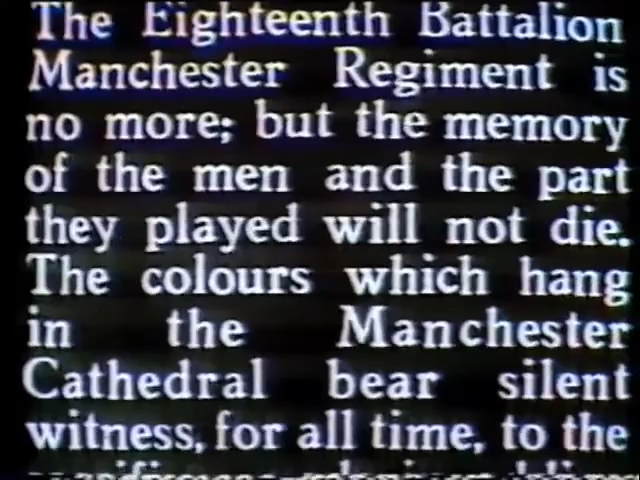 The Eighteenth Battalion
Manchester Regiment is
no more; but the memory
of the men and the part
they played will not die.
The colours which hang
in the Manchester
Cathedral bear silent
witness, for all time, to the